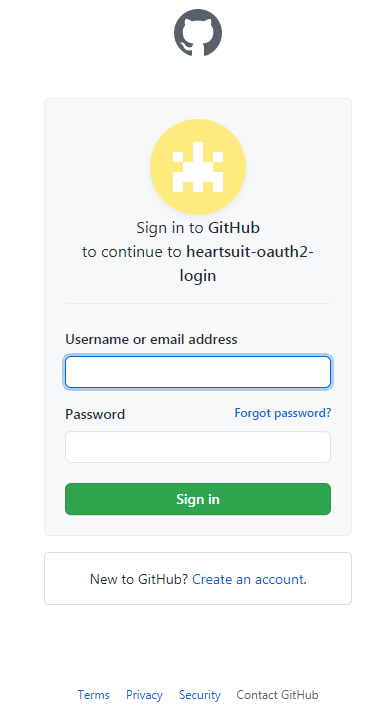 Sign in to GitHub
to continue to heartsuit-oauth2-
login
Username or email address
Password Forgot password?
Sign in
New to GitHub? Create an account.
Terms Privacy Security Contact GitHub